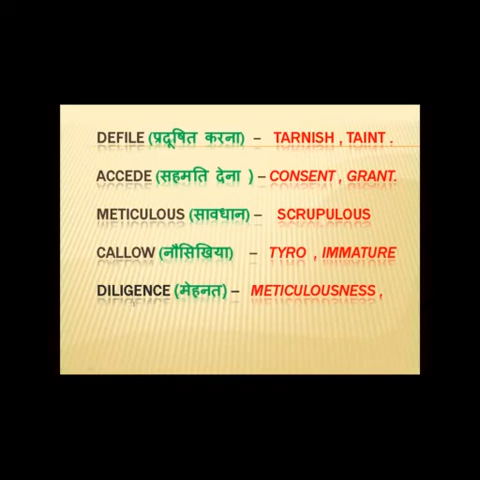 DEFILE (प्रदूषित करना) – TARNISH , TAINT .
ACCEDE (सहमति देना ) – CONSENT , GRANT.
METICULOUS (सावधान) – SCRUPULOUS
CALLOW (नौसिखिया) – TYRO , IMMATURE
DILIGENCE (मेहनत) – METICULOUSNESS ,